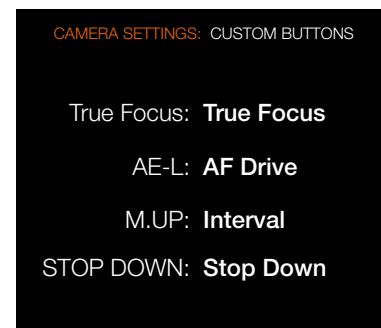 CAMERA SETTINGS: CUSTOM BUTTONS
True Focus: True Focus
AE-L: AF Drive
M.UP: Interval
STOP DOWN: Stop Down